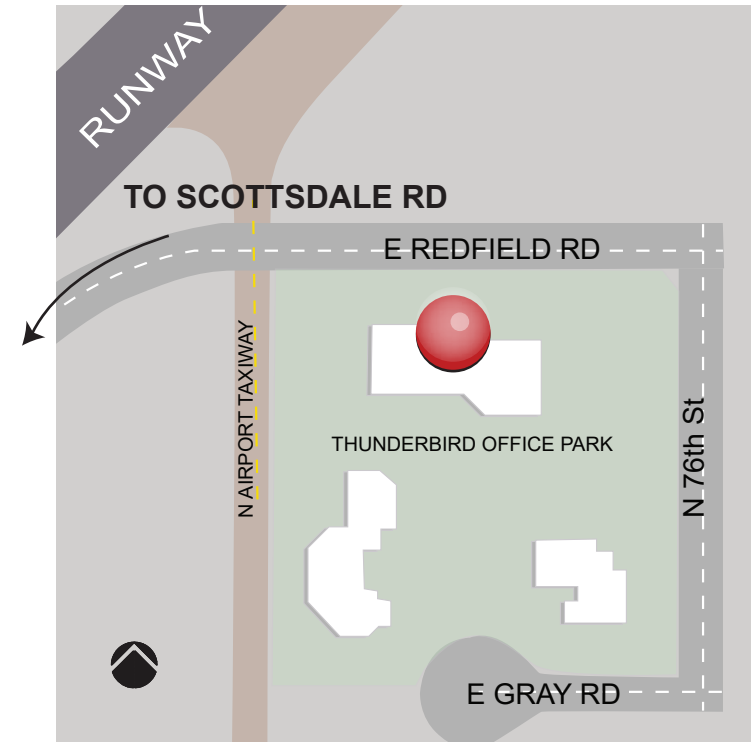 RUNWAY
TO SCOTTSDALE RD
E REDFIELD RD
N AIRPORT TAXIWAY
THUNDERBIRD OFFICE PARK
N 76th St
E GRAY RD